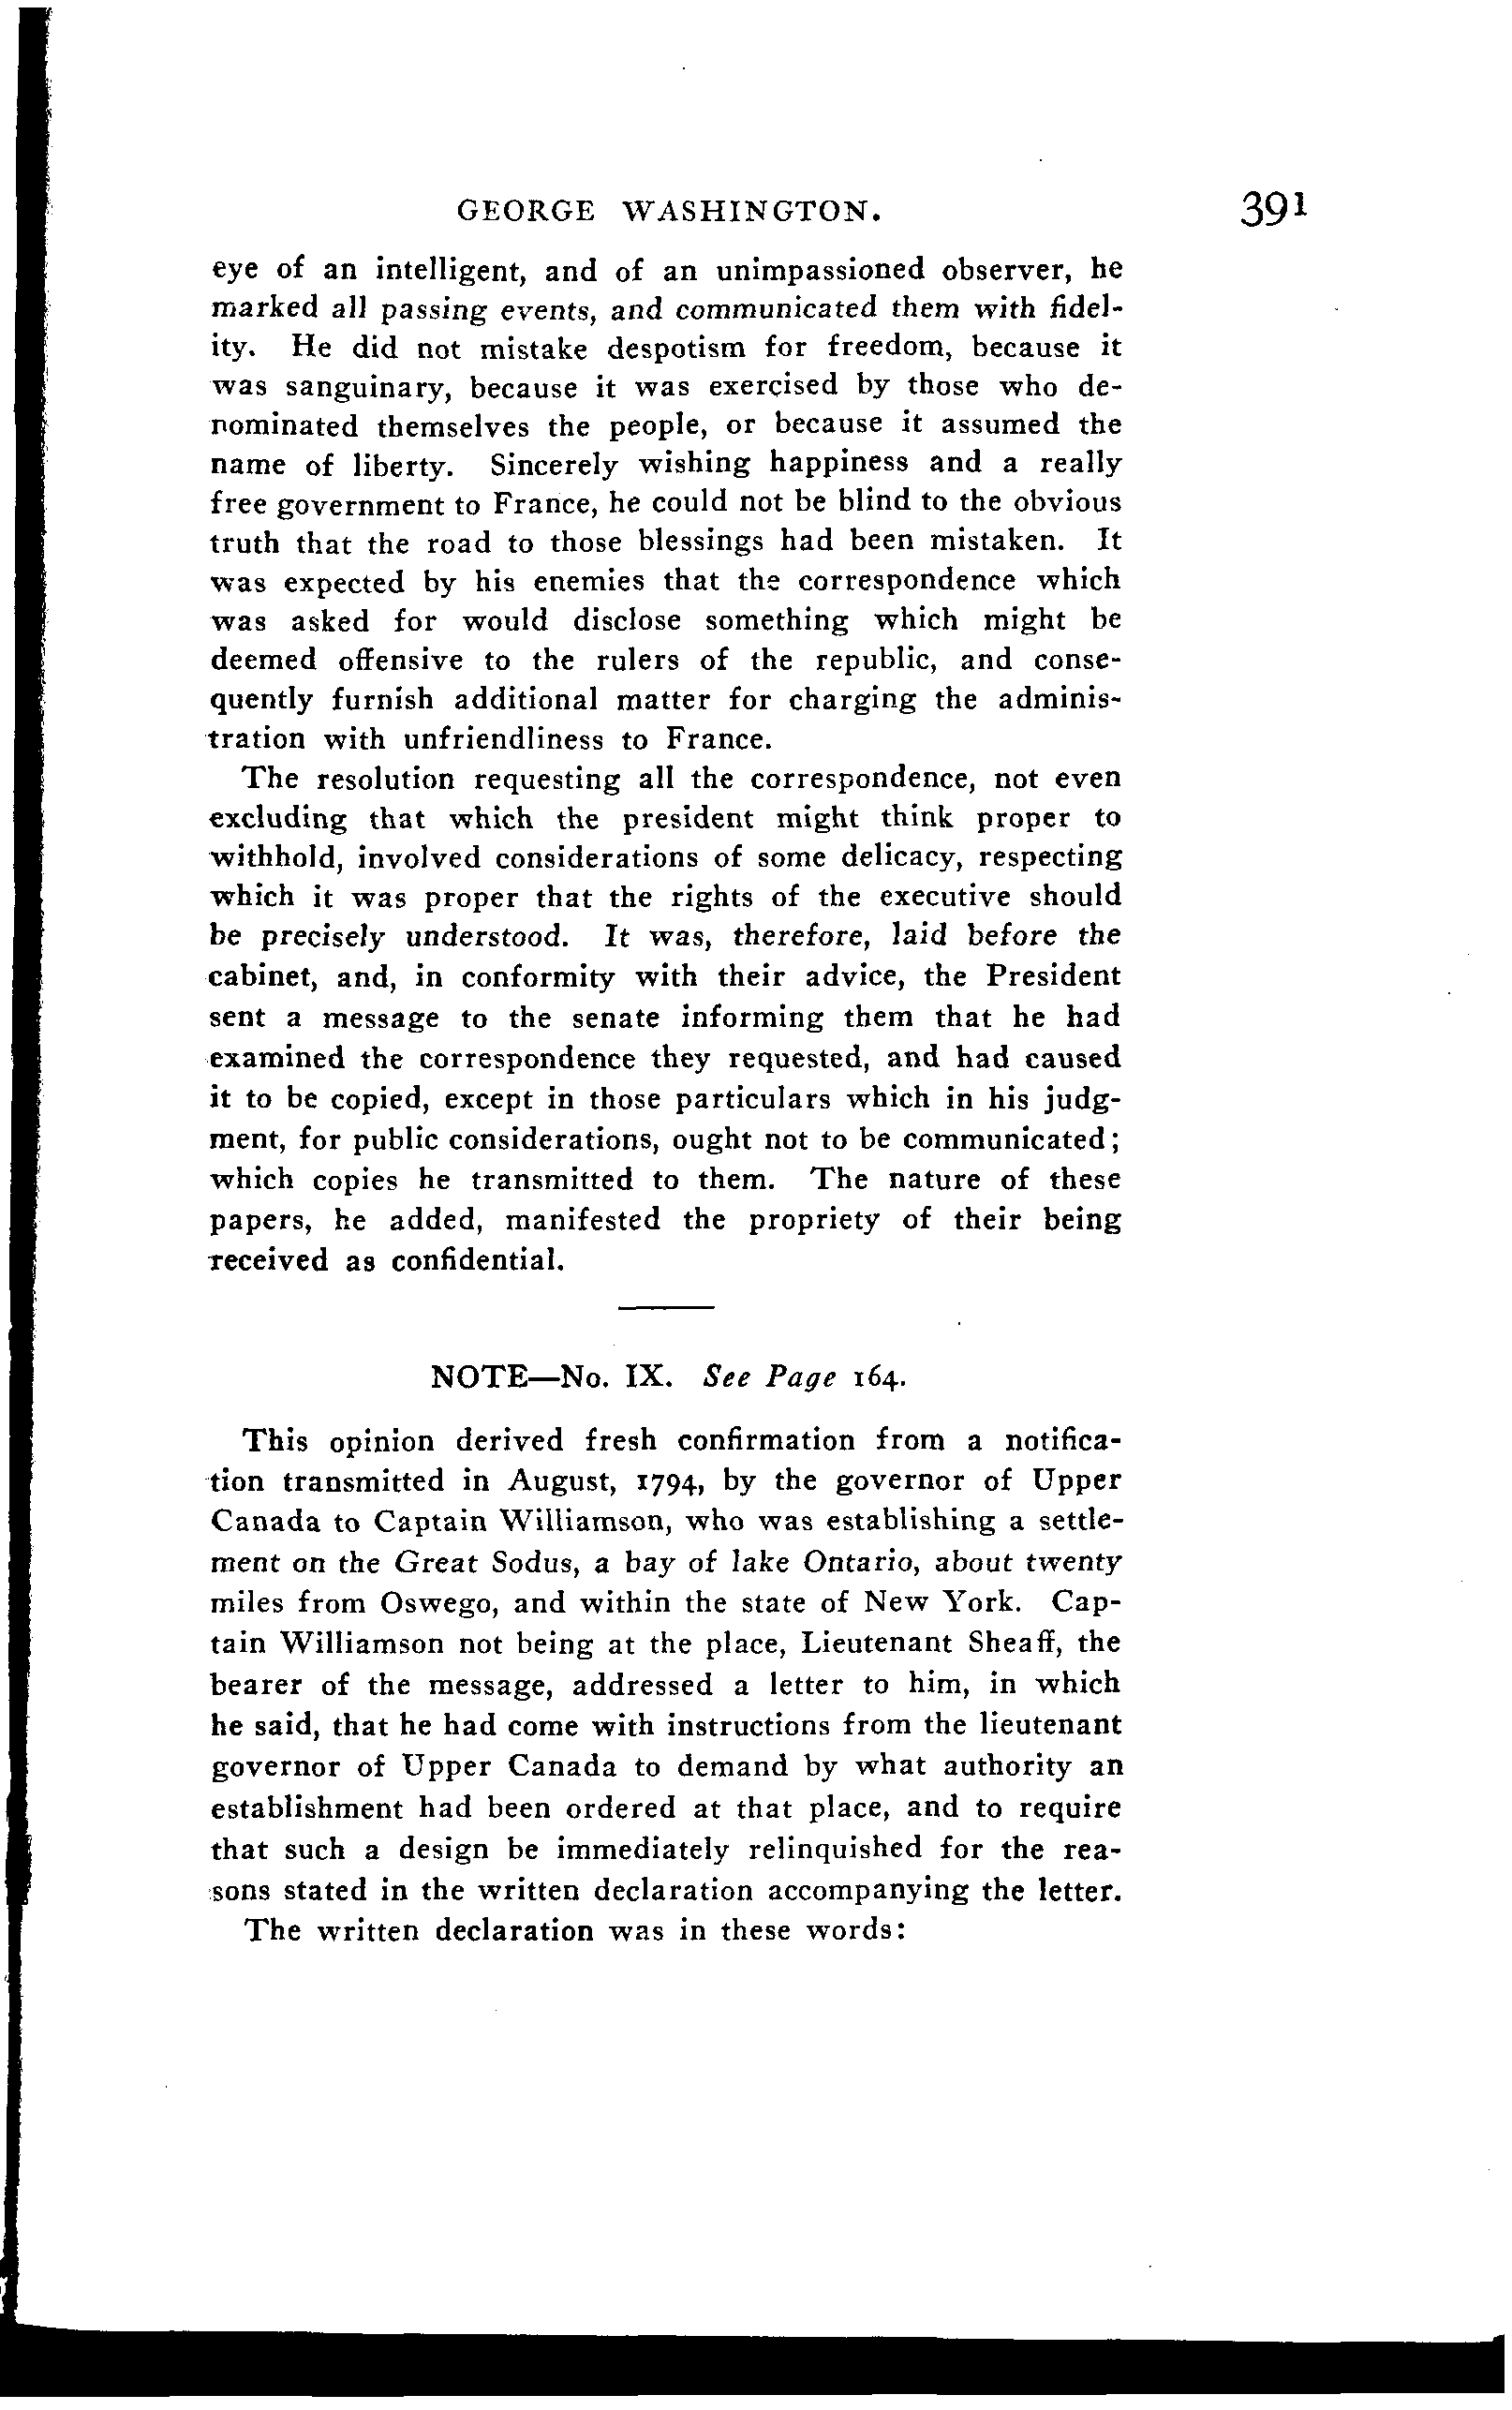 GEORGE WASHINGTON. 391
eye of an intelligent, and of an unimpassioned observer, he
marked all passing events, and communicated them with fidel-
ity. He did not mistake despotism for freedom, because it
was sanguinary, because it was exercised by those who de-
nominated themselves the people, or because it assumed the
name of liberty. Sincerely wishing happiness and a really
free government to France, he could not be blind to the obvious
truth that the road to those blessings had been mistaken. It
was expected by his enemies that the correspondence which
was asked for would disclose something which might be
deemed offensive to the rulers of the republic, and conse-
quently furnish additional matter for charging the adminis-
tration with unfriendliness to France.
The resolution requesting all the correspondence, not even
excluding that which the president might think proper to
withhold, involved considerations of some delicacy, respecting
which it was proper that the rights of the executive should
be precisely understood. It was, therefore, laid before the
cabinet, and, in conformity with their advice, the President
sent a message to the senate informing them that he had
examined the correspondence they requested, and had caused
it to be copied, except in those particulars which in his judg-
ment, for public considerations, ought not to be communicated;
which copies he transmitted to them. The nature of these
papers, he added, manifested the propriety of their being
received as confidential.
NOTE—No. IX. See Page 164.
This opinion derived fresh confirmation from a notifica-
tion transmitted in August, 1794, by the governor of Upper
Canada to Captain Williamson, who was establishing a settle-
ment on the Great Sodus, a bay of lake Ontario, about twenty
miles from Oswego, and within the state of New York. Cap-
tain Williamson not being at the place, Lieutenant Sheaff, the
bearer of the message, addressed a letter to him, in which
he said, that he had come with instructions from the lieutenant
governor of Upper Canada to demand by what authority an
establishment had been ordered at that place, and to require
that such a design be immediately relinquished for the rea-
sons stated in the written declaration accompanying the letter.
The written declaration was in these words: